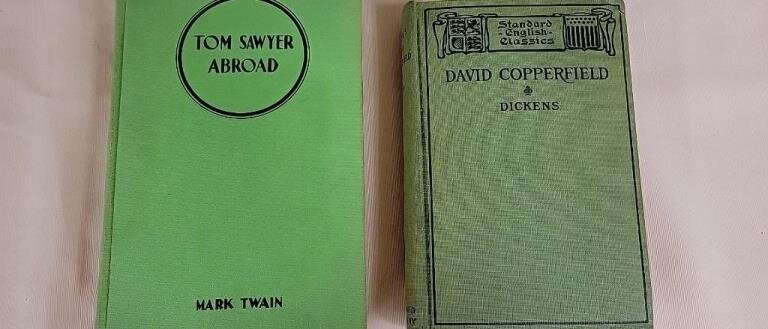 TOM SAWYER
ABROAD
MARK TWAIN
Standard
-English-
Classics
DAVID COPPERFIELD
DICKENS